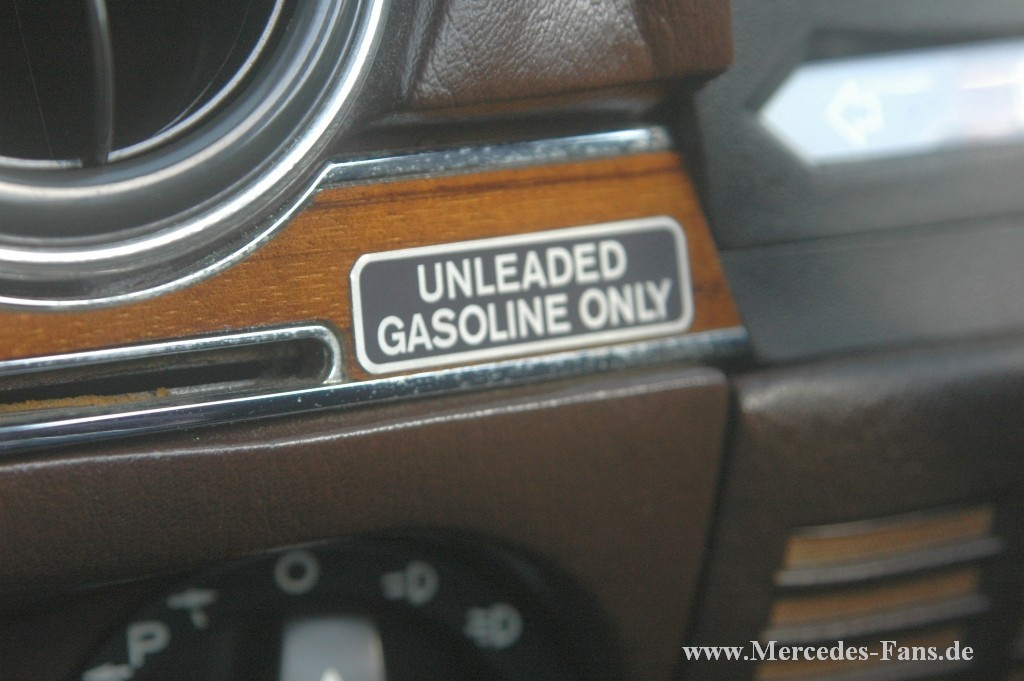 UNLEADED
GASOLINE ONLY
O
P
www.Mercedes-Fans.de